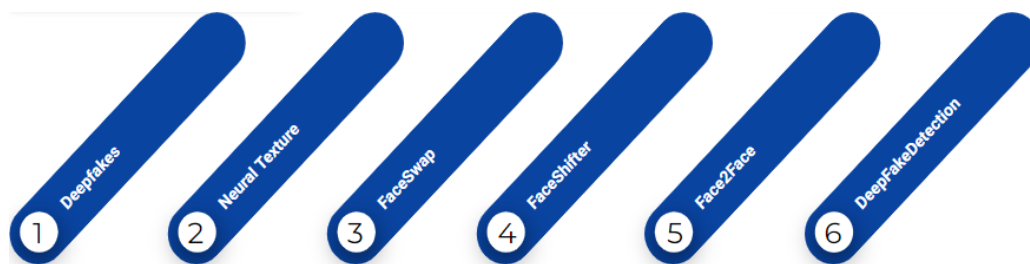 1 Deepfakes
2 Neural Texture
3 FaceSwap
4 FaceShifter
5 Face2Face
6 DeepFakeDetection